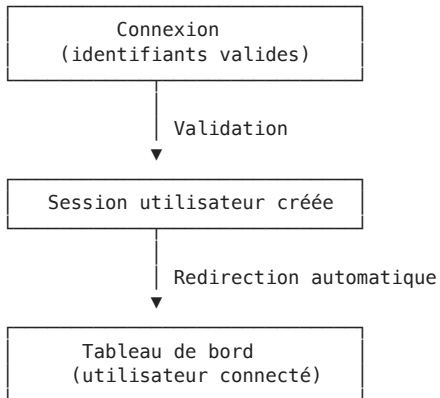 Connexion
(identifiants valides)
Validation
Session utilisateur créée
Redirection automatique
Tableau de bord
(utilisateur connecté)